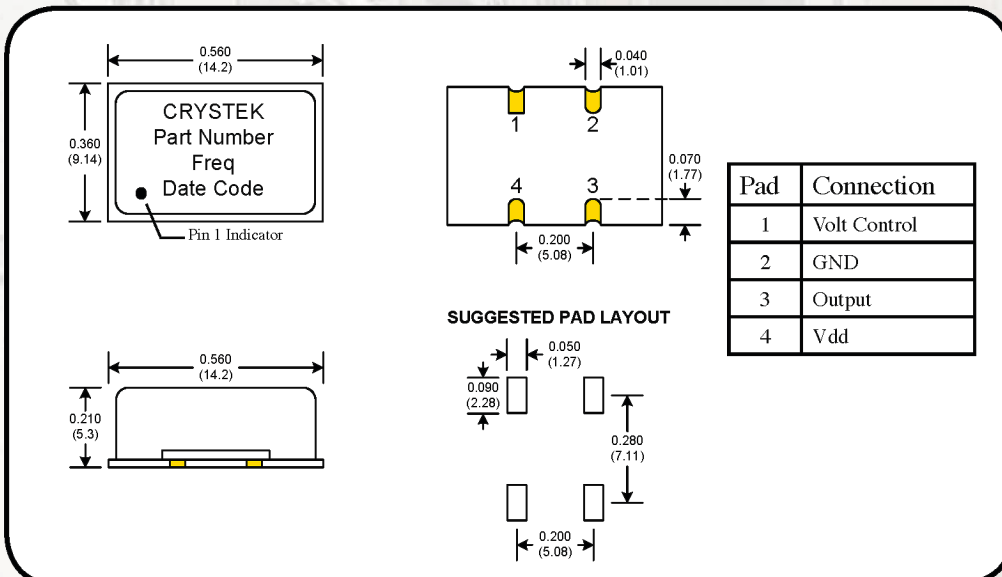 0.560
(14.2)
0.360
(9.14)
CRYSTEK
Part Number
Freq
Date Code
Pin 1 Indicator
0.040
(1.01)
1 2
4 3
0.070
(1.77)
0.200
(5.08)
Pad Connection
1 Volt Control
2 GND
3 Output
4 Vdd
0.560
(14.2)
0.210
(5.3)
SUGGESTED PAD LAYOUT
0.050
(1.27)
0.090
(2.28)
0.280
(7.11)
0.200
(5.08)